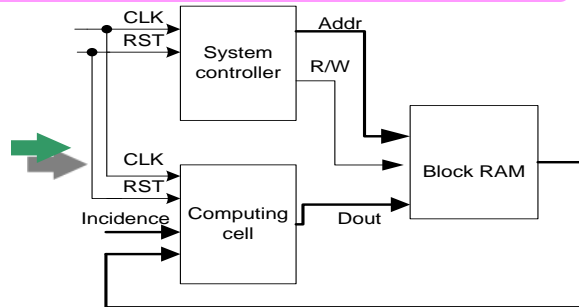 CLK
RST
System
controller
Addr
R/W
Block RAM
CLK
RST
Incidence
Computing
cell
Dout